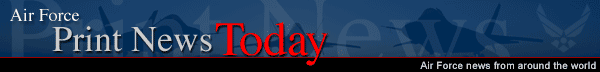 Air Force
Print News Today
Air Force news from around the world